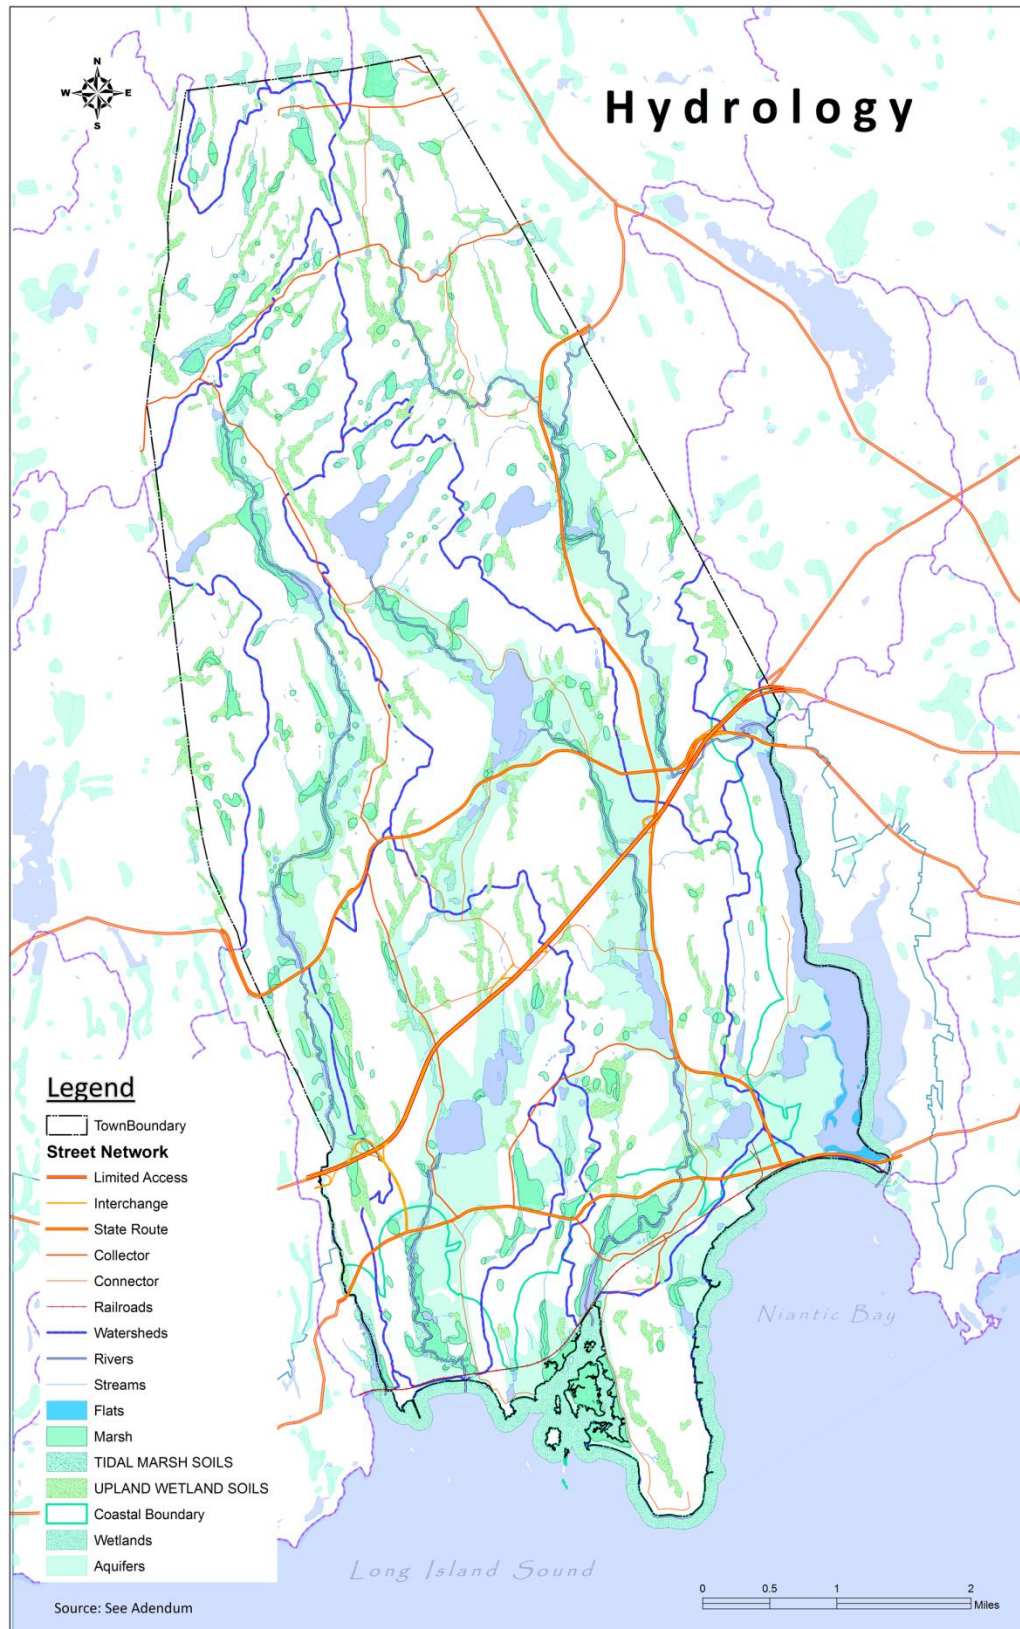 Hydrology
N
W E
S
Niantic Bay
Long Island Sound
Legend
TownBoundary
Street Network
Limited Access
Interchange
State Route
Collector
Connector
Railroads
Watersheds
Rivers
Streams
Flats
Marsh
TIDAL MARSH SOILS
UPLAND WETLAND SOILS
Coastal Boundary
Wetlands
Aquifers
Source: See Adendum
0 0.5 1 2
Miles